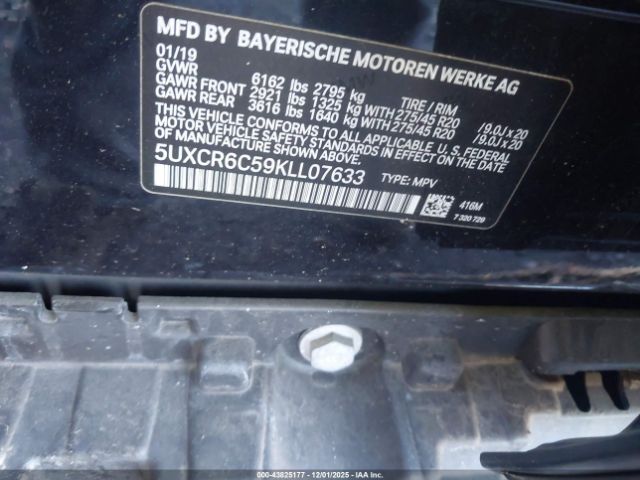 MFD BY BAYERISCHE MOTOREN WERKE AG
01/19
GVWR 6162 lbs 2795 kg TIRE / RIM
GAWR FRONT 2921 lbs 1325 kg WITH 275/45 R20 / 9.0J x 20
GAWR REAR 3616 lbs 1640 kg WITH 275/45 R20 / 9.0J x 20
THIS VEHICLE CONFORMS TO ALL APPLICABLE U.S. FEDERAL
MOTOR VEHICLE SAFETY STANDARDS
IN EFFECT ON THE DATE
OF MANUFACTURE SHOWN ABOVE.
5UXCR6C59KLL07633 TYPE: MPV
416M
7 320 729
000-43825177 - 12/01/2025 - IAA Inc.